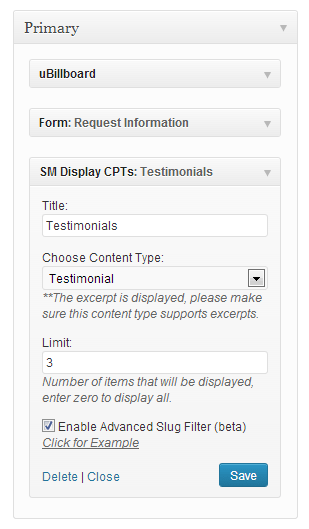 Primary
uBillboard
Form: Request Information
SM Display CPTs: Testimonials
Title:
Testimonials
Choose Content Type:
Testimonial
**The excerpt is displayed, please make
sure this content type supports excerpts.
Limit:
3
Number of items that will be displayed,
enter zero to display all.
Enable Advanced Slug Filter (beta)
Click for Example
Delete | Close Save